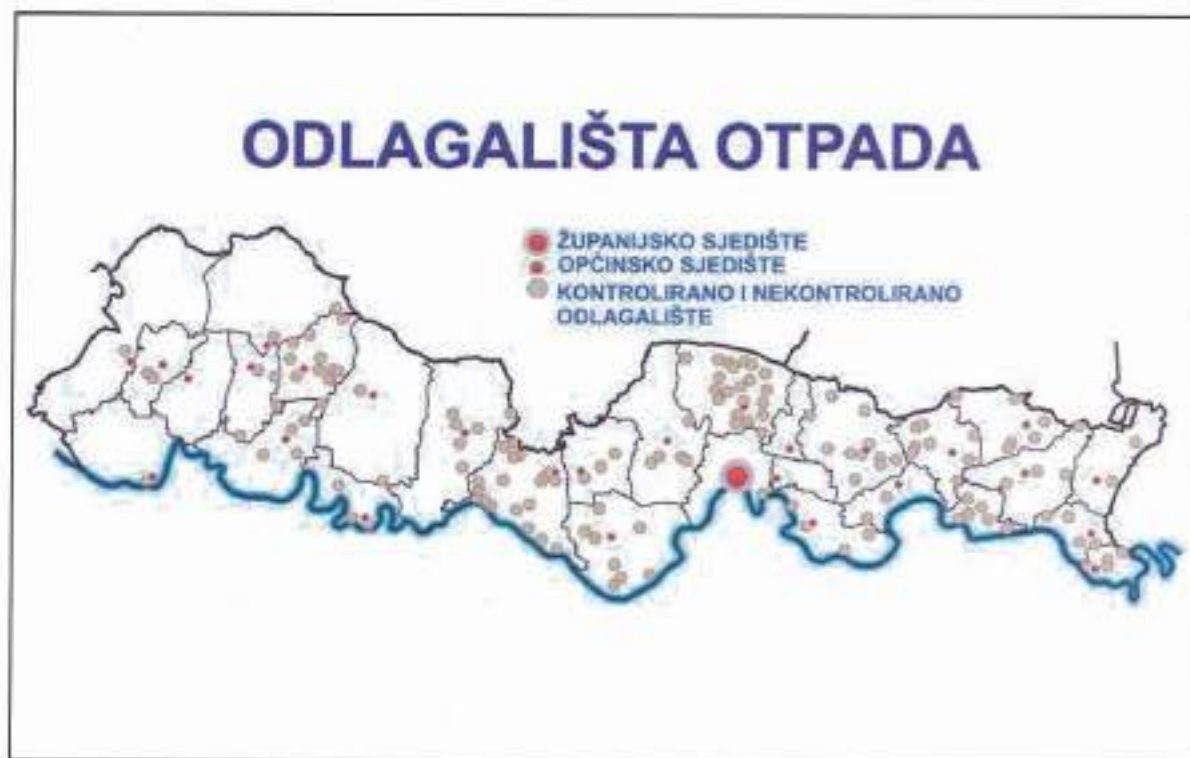 ODLAGALIŠTA OTPADA
ŽUPANIJSKO SJEDIŠTE
OPĆINSKO SJEDIŠTE
KONTROLIRANO I NEKONTROLIRANO
ODLAGALIŠTE